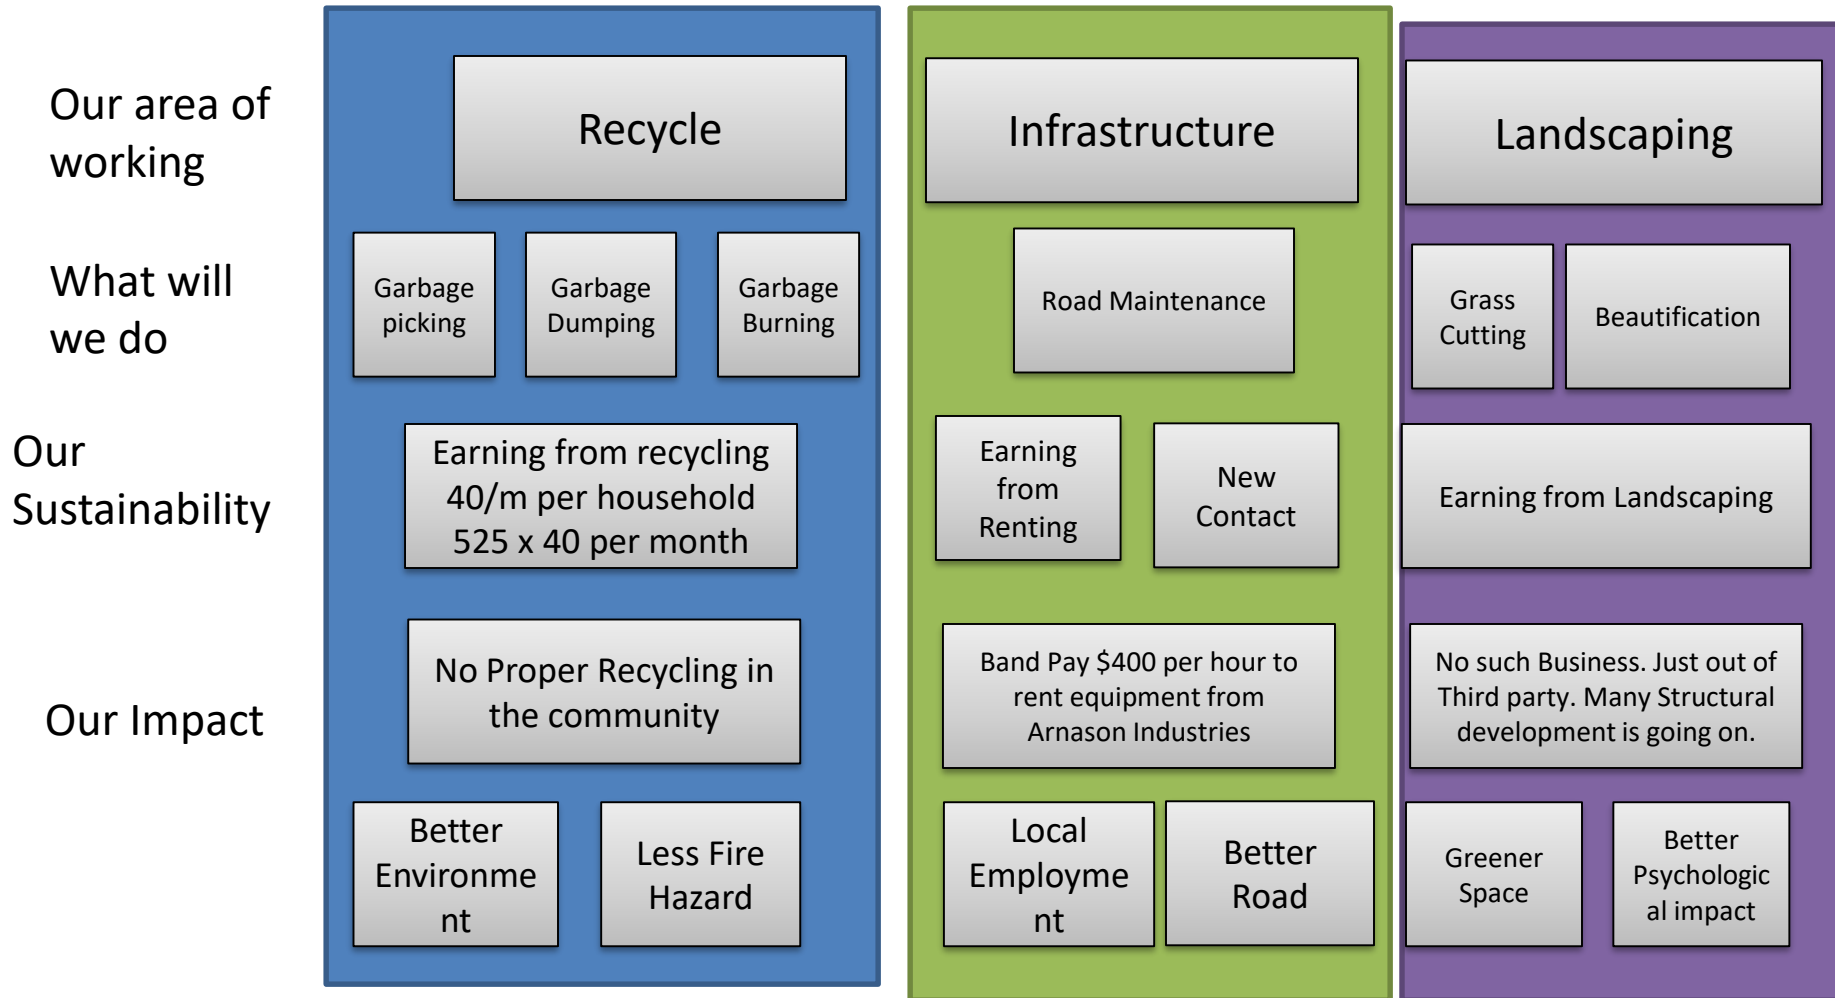 Our area of
working
Recycle
Infrastructure
Landscaping
What will
we do
Garbage
picking
Garbage
Dumping
Garbage
Burning
Road Maintenance
Grass
Cutting
Beautification
Our
Sustainability
Earning from recycling
40/m per household
525 x 40 per month
Earning
from
Renting
New
Contact
Earning from Landscaping
Our Impact
No Proper Recycling in
the community
Band Pay $400 per hour to
rent equipment from
Arnason Industries
No such Business. Just out of
Third party. Many Structural
development is going on.
Better
Environme
nt
Less Fire
Hazard
Local
Employme
nt
Better
Road
Greener
Space
Better
Psychologic
al impact